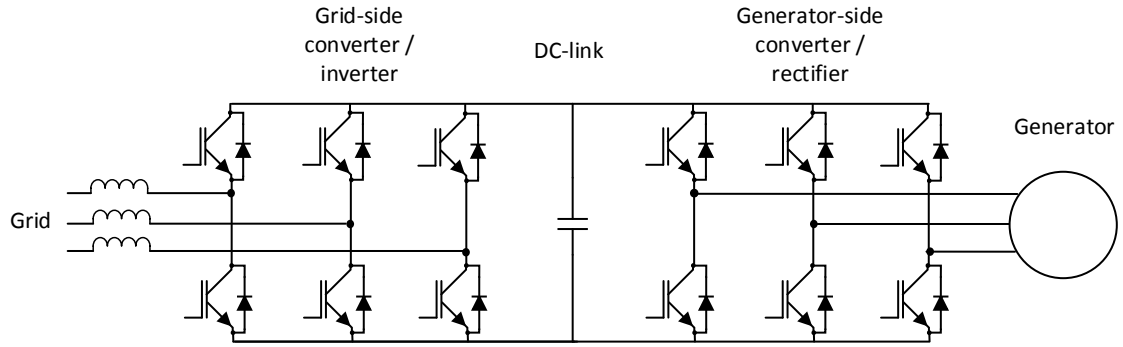 Grid-side
converter /
inverter
DC-link
Generator-side
converter /
rectifier
Generator
Grid